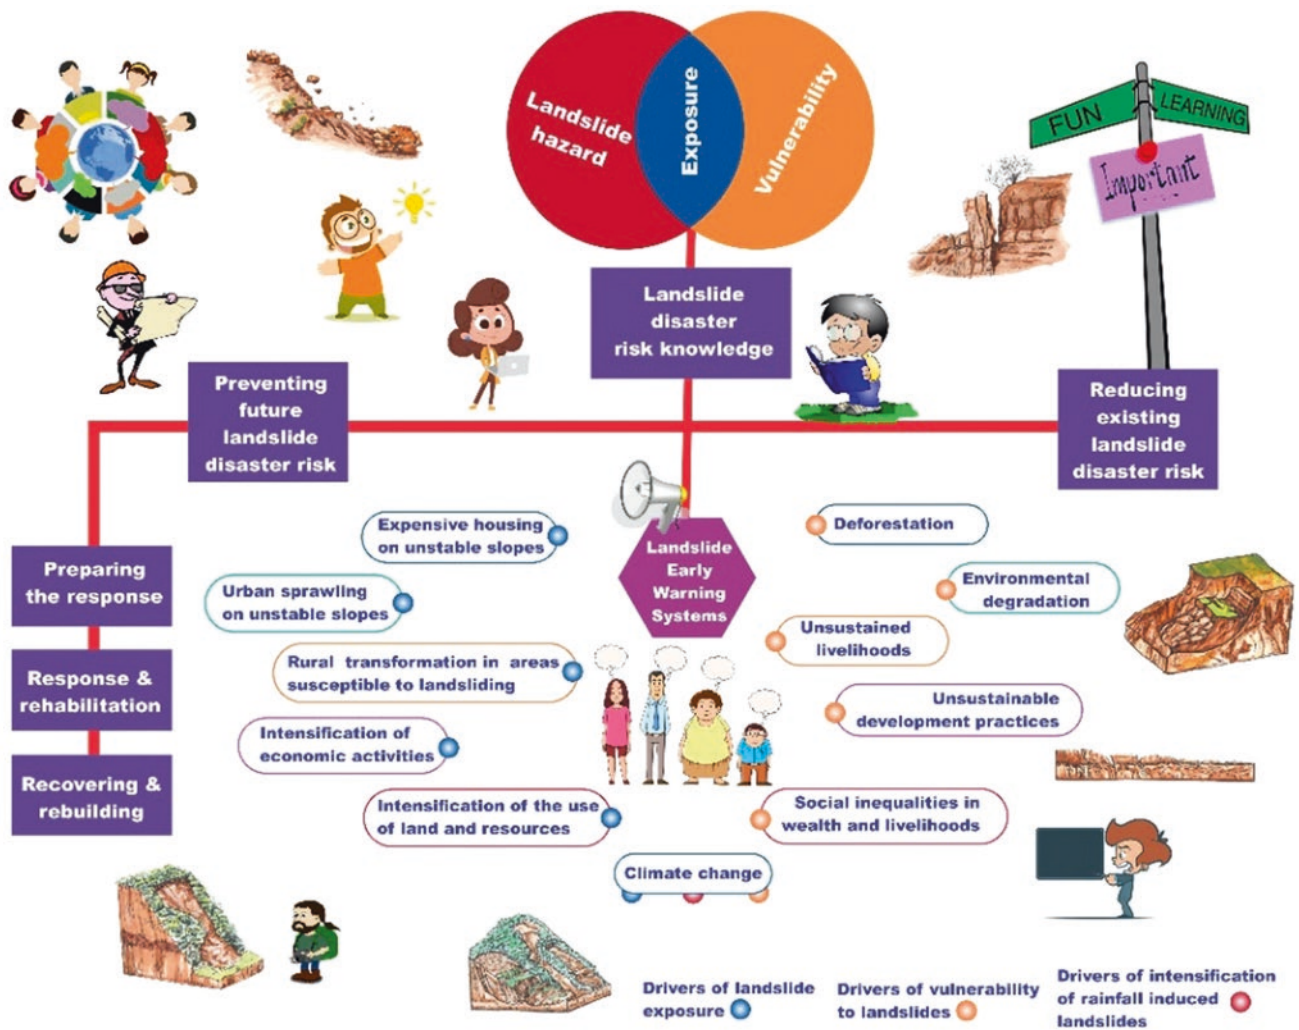 Landslide
hazard
Exposure
Vulnerability
FUN
LEARNING
Important
Landslide
disaster
risk knowledge
Preventing
future
landslide
disaster risk
Reducing
existing
landslide
disaster risk
Preparing
the response
Response &
rehabilitation
Recovering &
rebuilding
Landslide
Early
Warning
Systems
Expensive housing
on unstable slopes
Urban sprawling
on unstable slopes
Rural transformation in areas
susceptible to landsliding
Intensification of
economic activities
Intensification of the use
of land and resources
Deforestation
Environmental
degradation
Unsustained
livelihoods
Unsustainable
development practices
Social inequalities in
wealth and livelihoods
Climate change
Drivers of landslide
exposure
Drivers of vulnerability
to landslides
Drivers of intensification
of rainfall induced
landslides